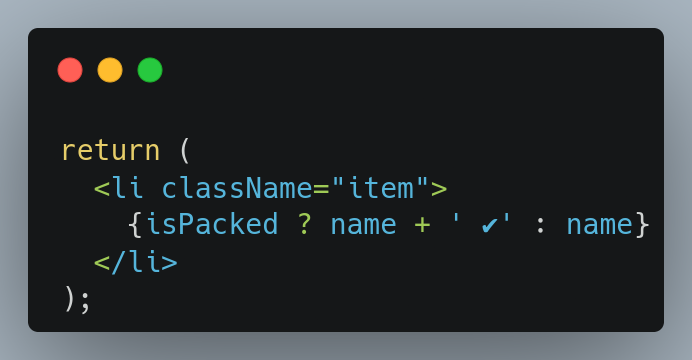 return (
  <li className="item">
    {isPacked ? name + ' ✔' : name}
  </li>
);